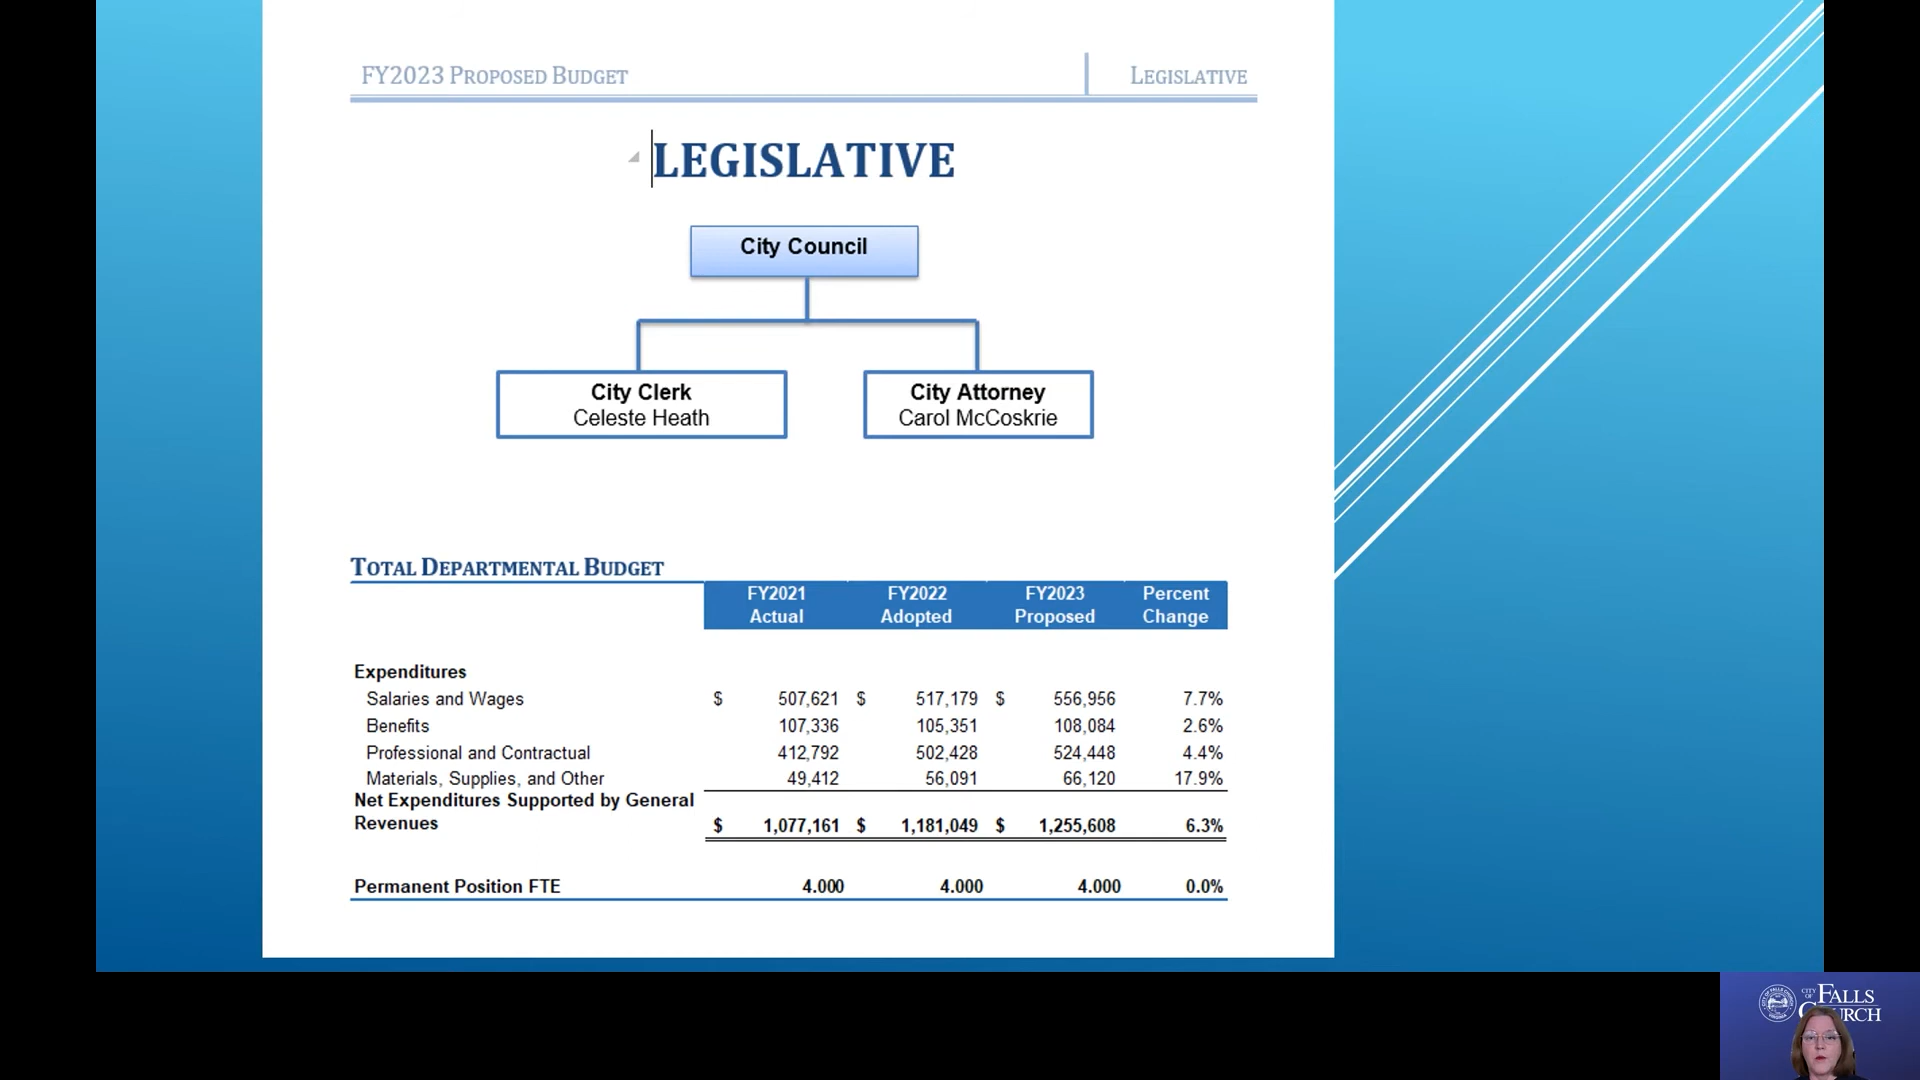 FY2023 PROPOSED BUDGET LEGISLATIVE
LEGISLATIVE
City Council
City Clerk
Celeste Heath
City Attorney
Carol McCoskrie
TOTAL DEPARTMENTAL BUDGET
FY2021 Actual FY2022 Adopted FY2023 Proposed Percent Change
Expenditures
Salaries and Wages $ 507,621 $ 517,179 $ 556,956 7.7%
Benefits 107,336 105,351 108,084 2.6%
Professional and Contractual 412,792 502,428 524,448 4.4%
Materials, Supplies, and Other 49,412 56,091 66,120 17.9%
Net Expenditures Supported by General
Revenues $ 1,077,161 $ 1,181,049 $ 1,255,608 6.3%
Permanent Position FTE 4.000 4.000 4.000 0.0%
CITY OF FALLS